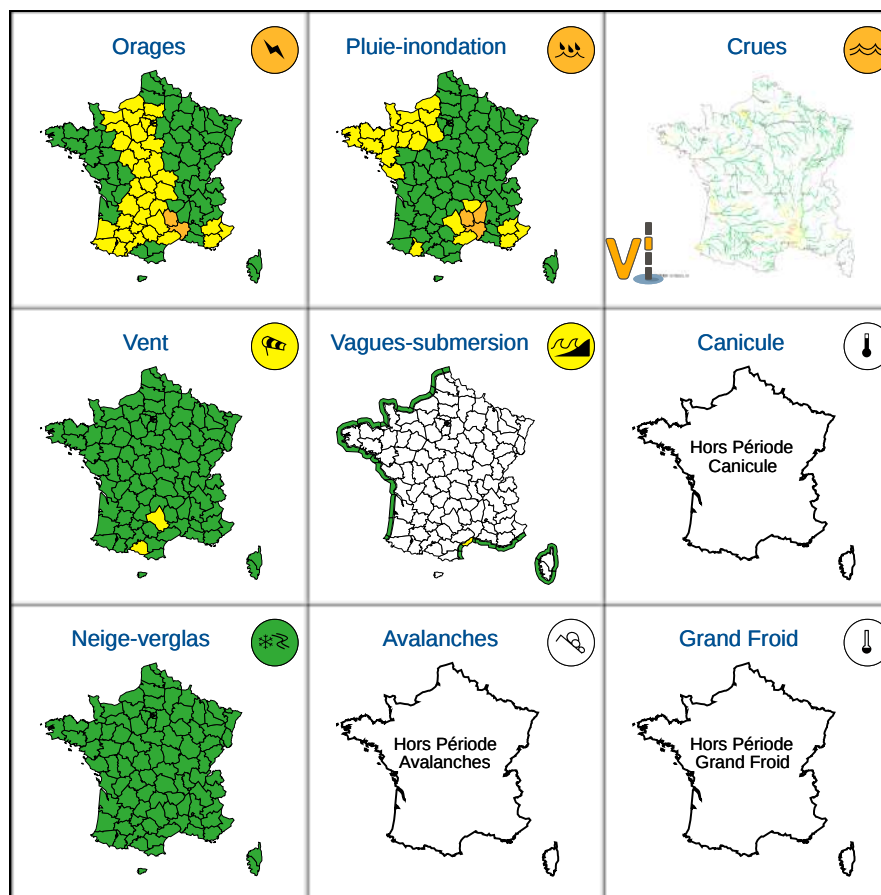 Orages
Pluie-inondation
Crues
Vi
Vent
Vagues-submersion
Canicule
Hors Période
Canicule
Neige-verglas
Avalanches
Grand Froid
Hors Période
Avalanches
Hors Période
Grand Froid